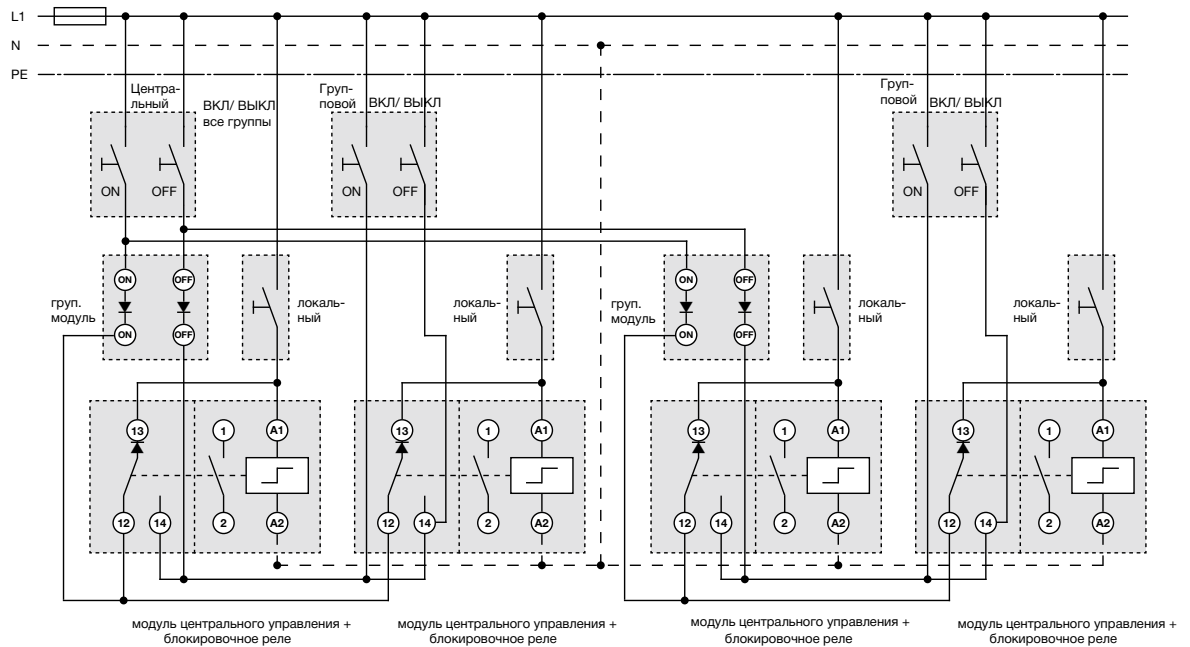 L1
N
PE
Центра-
льный
ВКЛ/ ВЫКЛ
все группы
Груп-
повой
ВКЛ/ ВЫКЛ
Груп-
повой
ВКЛ/ ВЫКЛ
ON
OFF
ON
OFF
ON
OFF
ON
OFF
ON
OFF
груп.
модуль
локаль-
ный
локаль-
ный
ON
OFF
ON
OFF
груп.
модуль
локаль-
ный
локаль-
ный
13
1
A1
12
14
2
A2
13
1
A1
12
14
2
A2
13
1
A1
12
14
2
A2
13
1
A1
12
14
2
A2
модуль центрального управления +
блокировочное реле
модуль центрального управления +
блокировочное реле
модуль центрального управления +
блокировочное реле
модуль центрального управления +
блокировочное реле